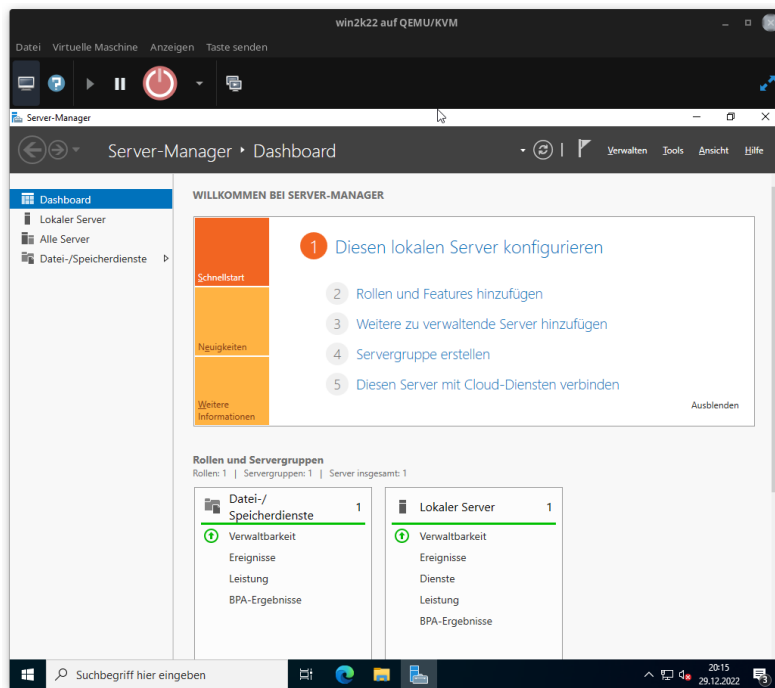 win2k22 auf QEMU/KVM
Datei Virtuelle Maschine Anzeigen Taste senden
Server-Manager
Server-Manager ‣ Dashboard
Verwalten Tools Ansicht Hilfe
Dashboard
Lokaler Server
Alle Server
Datei-/Speicherdienste
WILLKOMMEN BEI SERVER-MANAGER
Schnellstart
Neuigkeiten
Weitere
Informationen
1 Diesen lokalen Server konfigurieren
2 Rollen und Features hinzufügen
3 Weitere zu verwaltende Server hinzufügen
4 Servergruppe erstellen
5 Diesen Server mit Cloud-Diensten verbinden
Ausblenden
Rollen und Servergruppen
Rollen: 1 | Servergruppen: 1 | Server insgesamt: 1
Datei-/
Speicherdienste 1
Verwaltbarkeit
Ereignisse
Leistung
BPA-Ergebnisse
Lokaler Server 1
Verwaltbarkeit
Ereignisse
Dienste
Leistung
BPA-Ergebnisse
Suchbegriff hier eingeben
20:15
29.12.2022
3